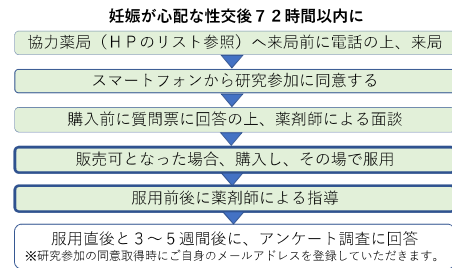 妊娠が心配な性交後７２時間以内に
協力薬局（ＨＰのリスト参照）へ来局前に電話の上、来局
スマートフォンから研究参加に同意する
購入前に質問票に回答の上、薬剤師による面談
販売可となった場合、購入し、その場で服用
服用前後に薬剤師による指導
服用直後と３～５週間後に、アンケート調査に回答
※研究参加の同意取得時にご自身のメールアドレスを登録していただきます。